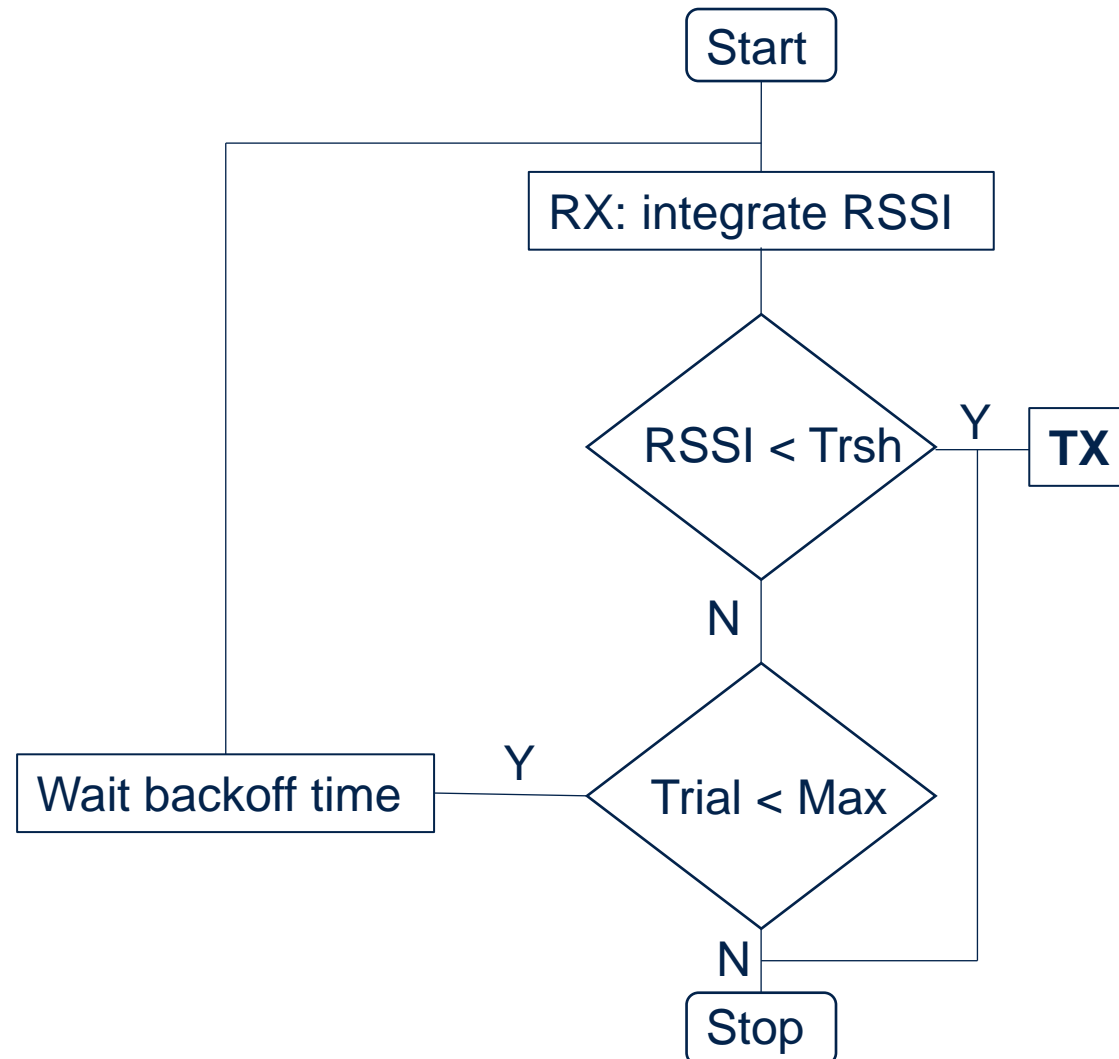 Start
RX: integrate RSSI
RSSI < Trsh
Y
TX
N
Y
Wait backoff time
Trial < Max
N
Stop